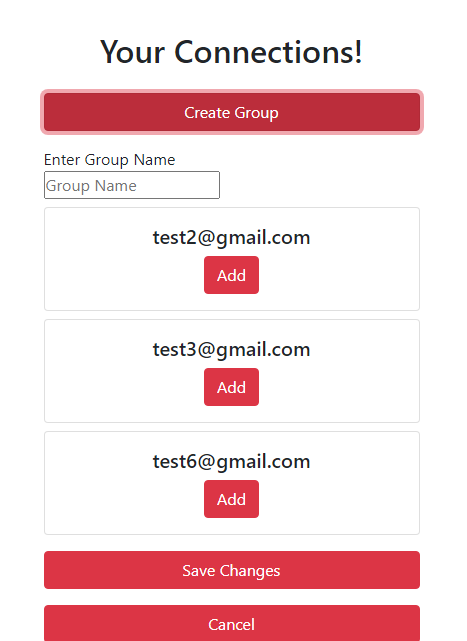 Your Connections!
Create Group
Enter Group Name
Group Name
test2@gmail.com
Add
test3@gmail.com
Add
test6@gmail.com
Add
Save Changes
Cancel